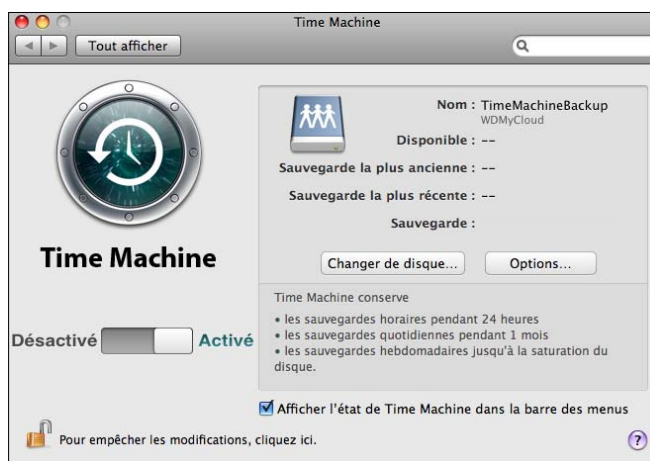 Time Machine
Tout afficher
Nom : TimeMachineBackup
WDMyCloud
Disponible : --
Sauvegarde la plus ancienne : --
Sauvegarde la plus récente : --
Sauvegarde :
Time Machine
Changer de disque...
Options...
Désactivé
Activé
Time Machine conserve
• les sauvegardes horaires pendant 24 heures
• les sauvegardes quotidiennes pendant 1 mois
• les sauvegardes hebdomadaires jusqu'à la saturation du
disque.
Afficher l'état de Time Machine dans la barre des menus
Pour empêcher les modifications, cliquez ici.
?